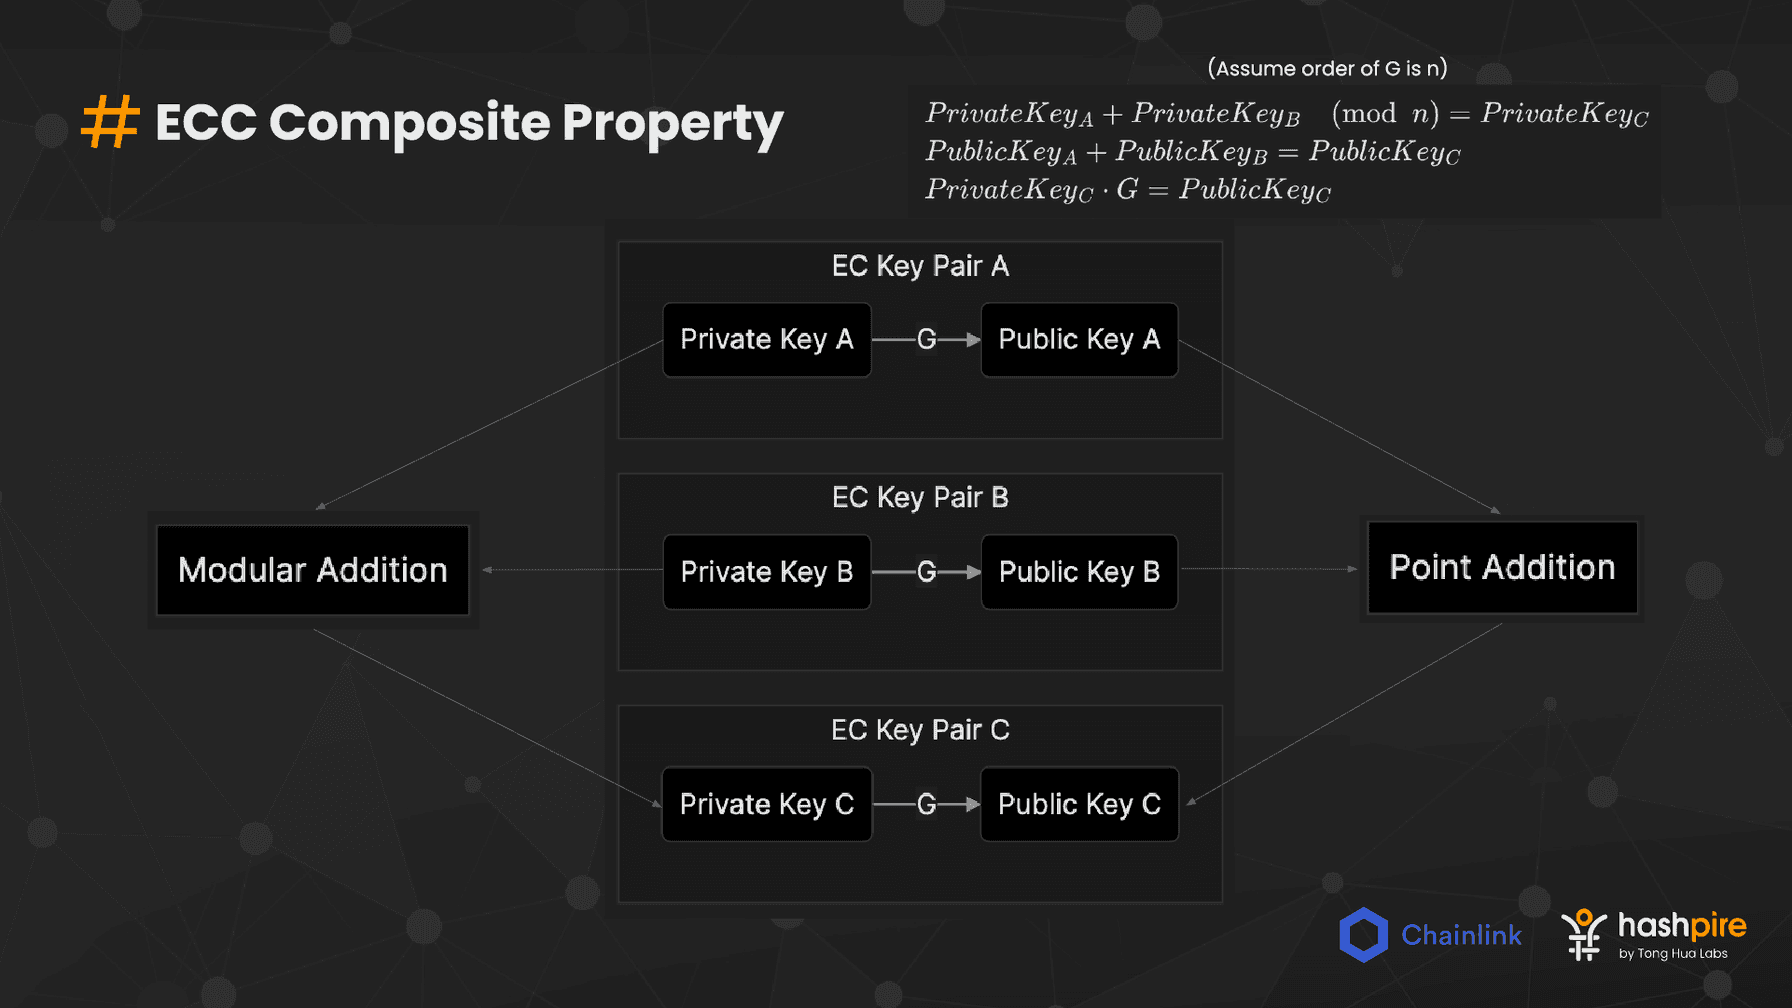 # ECC Composite Property
(Assume order of G is n)
PrivateKey_A + PrivateKey_B (mod n) = PrivateKey_C
PublicKey_A + PublicKey_B = PublicKey_C
PrivateKey_C · G = PublicKey_C
EC Key Pair A
Private Key A G Public Key A
EC Key Pair B
Modular Addition Private Key B G Public Key B Point Addition
EC Key Pair C
Private Key C G Public Key C
Chainlink
hashpire
by Tong Hua Labs